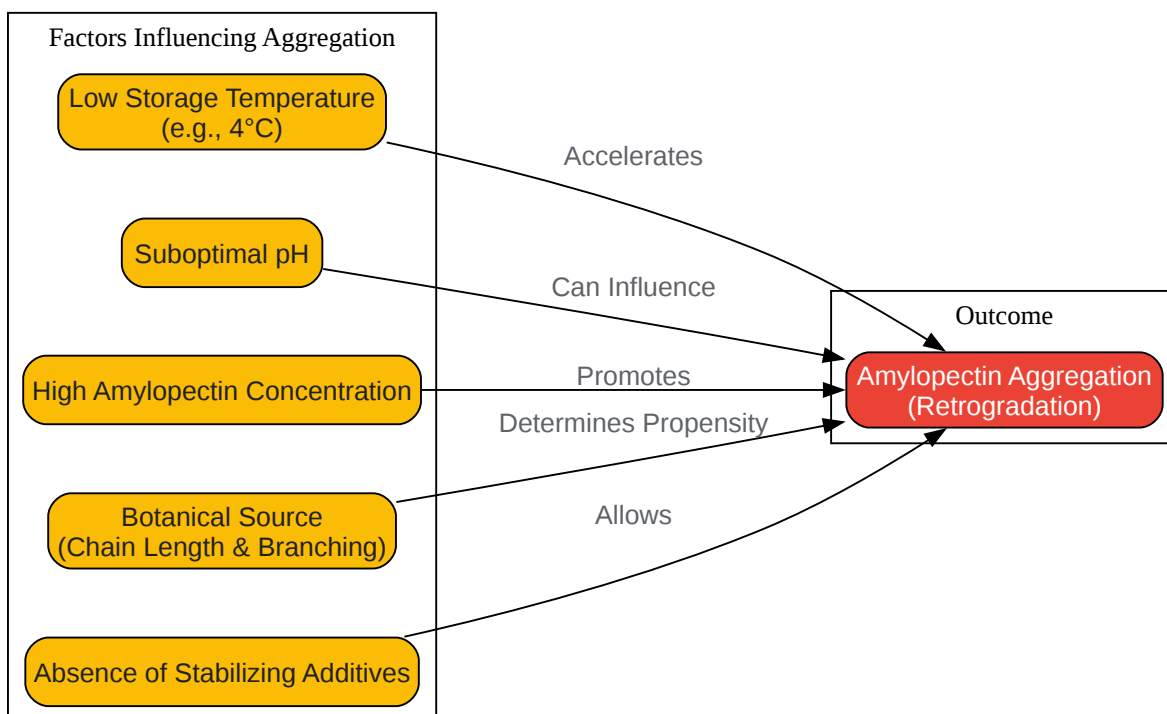 Factors Influencing Aggregation
Low Storage Temperature
(e.g., 4°C)
Accelerates
Suboptimal pH
Can Influence
Outcome
High Amylopectin Concentration
Promotes
Amylopectin Aggregation
(Retrogradation)
Determines Propensity
Botanical Source
(Chain Length & Branching)
Allows
Absence of Stabilizing Additives